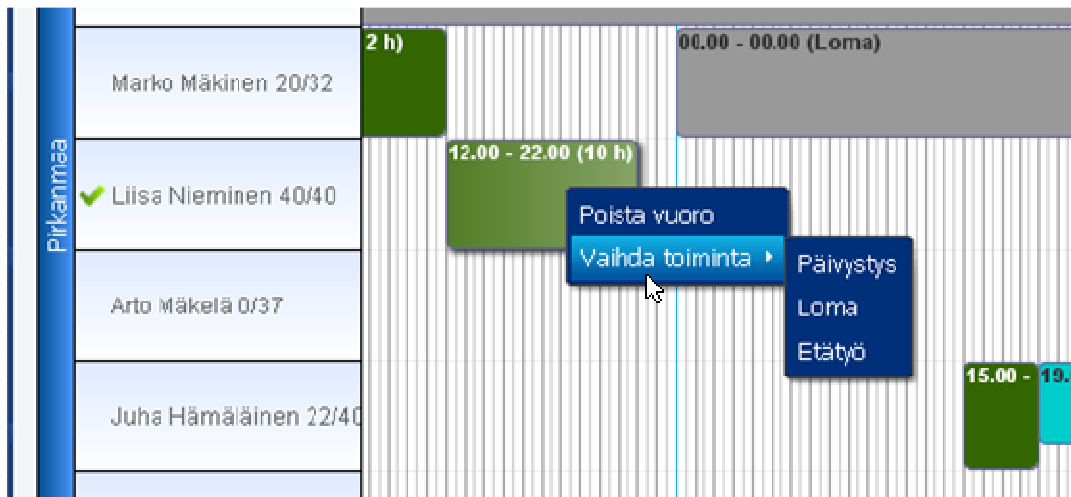 Pirkanmaa
2 h)
00.00 - 00.00 (Loma)
Marko Mäkinen 20/32
12.00 - 22.00 (10 h)
Liisa Nieminen 40/40
Poista vuoro
Vaihda toiminta
Päivystys
Loma
Etätyö
Arto Mäkelä 0/37
15.00 -
19.
Juha Hämäläinen 22/40